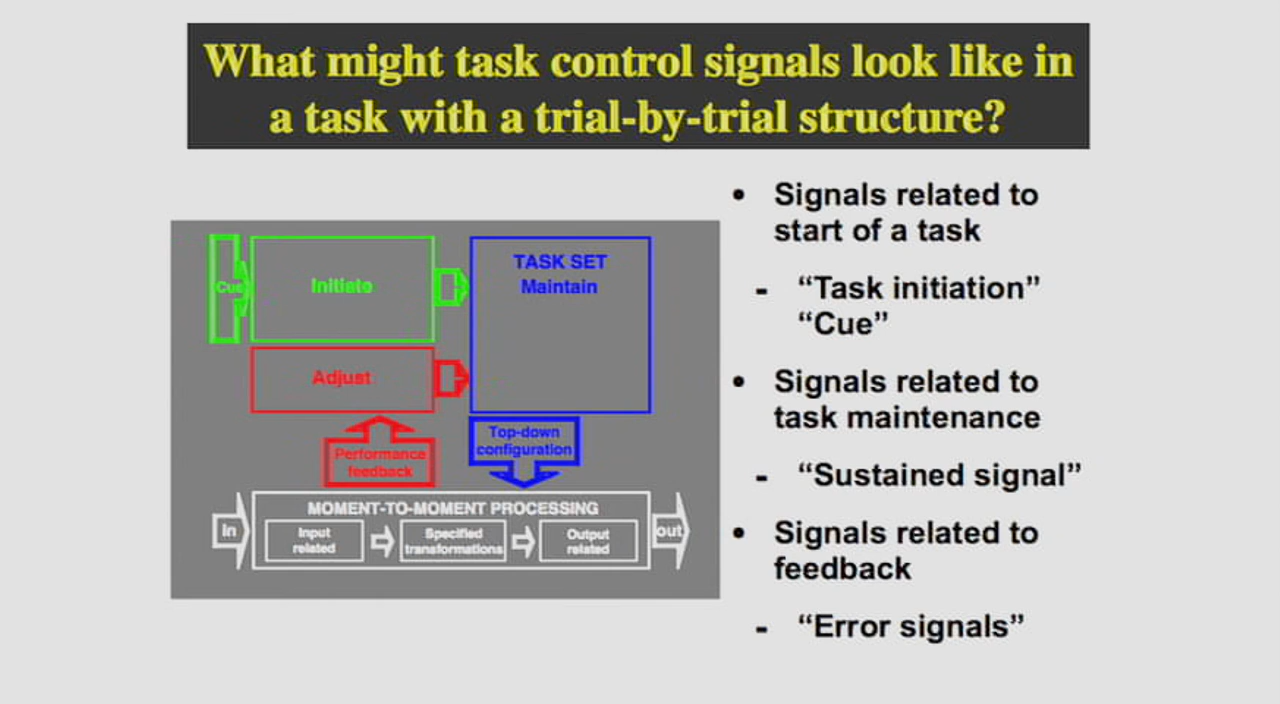 What might task control signals look like in
a task with a trial-by-trial structure?
Cue
Initiate
TASK SET
Maintain
Adjust
Performance
feedback
Top-down
configuration
MOMENT-TO-MOMENT PROCESSING
In
Input
related
Specified
transformations
Output
related
out
• Signals related to
start of a task
- “Task initiation”
“Cue”
• Signals related to
task maintenance
- “Sustained signal”
• Signals related to
feedback
- “Error signals”